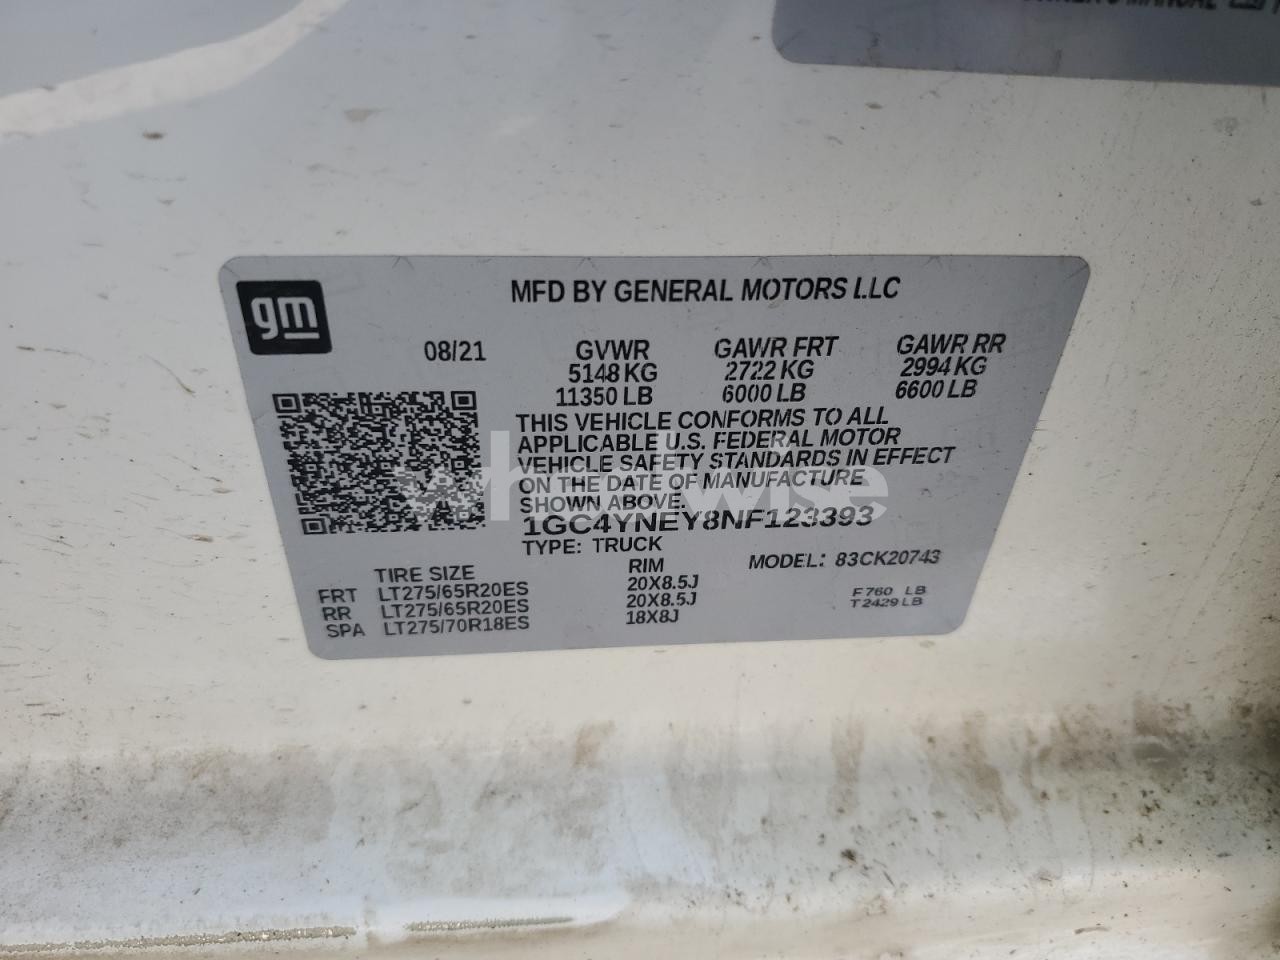 MANUAL
gm
MFD BY GENERAL MOTORS LLC
08/21 GVWR GAWR FRT GAWR RR
5148 KG 2722 KG 2994 KG
11350 LB 6000 LB 6600 LB
THIS VEHICLE CONFORMS TO ALL
APPLICABLE U.S. FEDERAL MOTOR
VEHICLE SAFETY STANDARDS IN EFFECT
ON THE DATE OF MANUFACTURE
SHOWN ABOVE.
1GC4YNEY8NF123393
TYPE: TRUCK MODEL: 83CK20743
TIRE SIZE RIM
FRT LT275/65R20ES 20X8.5J F 760 LB
RR LT275/65R20ES 20X8.5J T 2429 LB
SPA LT275/70R18ES 18X8J